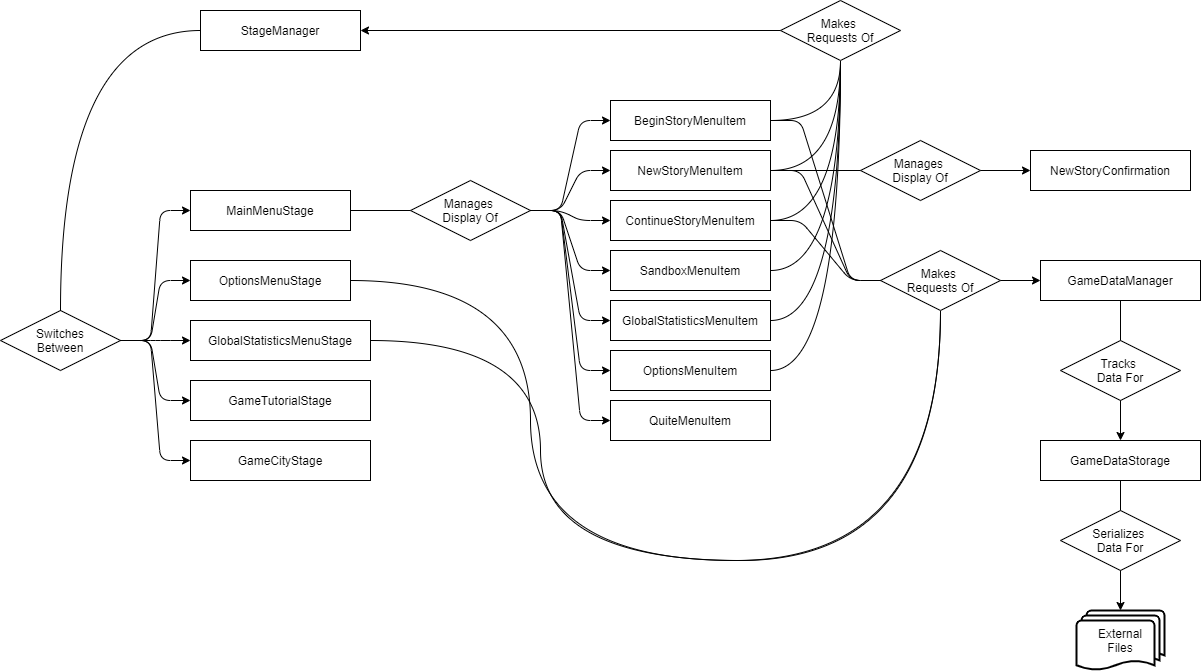 StageManager
Makes
Requests Of
BeginStoryMenuItem
NewStoryMenuItem
Manages
Display Of
NewStoryConfirmation
MainMenuStage
Manages
Display Of
ContinueStoryMenuItem
OptionsMenuStage
SandboxMenuItem
Makes
Requests Of
GameDataManager
Switches
Between
GlobalStatisticsMenuStage
GlobalStatisticsMenuItem
OptionsMenuItem
Tracks
Data For
GameTutorialStage
QuiteMenuItem
GameCityStage
GameDataStorage
Serializes
Data For
External
Files